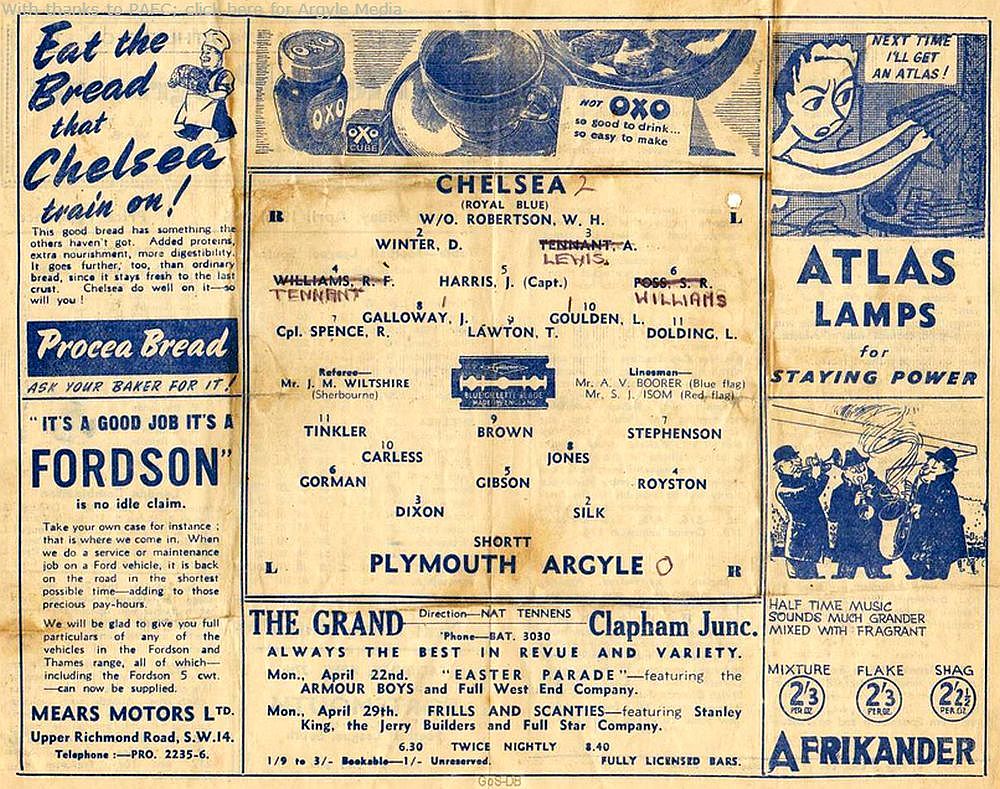 With thanks to PAFC: click here for Argyle Media
Eat the
Bread
that
Chelsea
train on!
This good bread has something the
others haven't got. Added proteins,
extra nourishment, more digestibility.
It goes further, too, than ordinary
bread, since it stays fresh to the last
crust. Chelsea do well on it—so
will you !
Procea Bread
ASK YOUR BAKER FOR IT!
"IT'S A GOOD JOB IT'S A
FORDSON"
is no idle claim.
Take your own case for instance ;
that is where we come in. When
we do a service or maintenance
job on a Ford vehicle, it is back
on the road in the shortest
possible time—adding to those
precious pay-hours.
We will be glad to give you full
particulars of any of the
vehicles in the Fordson and
Thames range, all of which—
including the Fordson 5 cwt.
—can now be supplied.
MEARS MOTORS LTD.
Upper Richmond Road, S.W.14.
Telephone :—PRO. 2235-6.
OXO
OXO
CUBE
HOT OXO
so good to drink...
so easy to make
CHELSEA 2
(ROYAL BLUE)
R W/O. ROBERTSON, W. H. L
2 3
WINTER, D. TENNANT, A.
LEWIS.
4 5 6
WILLIAMS, R. F. HARRIS, J. (Capt.) FOSS, S. R.
TENNANT WILLIAMS
8 1 1 10
GALLOWAY, J. GOULDEN, L.
7 9 11
Cpl. SPENCE, R. LAWTON, T. DOLDING, L.
Referee—
Mr. J. M. WILTSHIRE
(Sherbourne)
Gillette
BLUE GILLETTE BLADE
MADE IN ENGLAND
Linesmen—
Mr. A. V. BOORER (Blue flag)
Mr. S. J. ISOM (Red flag)
11 9 7
TINKLER BROWN STEPHENSON
10 8
CARLESS JONES
6 5 4
GORMAN GIBSON ROYSTON
3 2
DIXON SILK
SHORTT
L PLYMOUTH ARGYLE 0 R
THE GRAND Direction—NAT TENNENS Clapham Junc.
'Phone—BAT. 3030
ALWAYS THE BEST IN REVUE AND VARIETY.
Mon., April 22nd. "EASTER PARADE"—featuring the
ARMOUR BOYS and Full West End Company.
Mon., April 29th. FRILLS AND SCANTIES—featuring Stanley
King, the Jerry Builders and Full Star Company.
6.30 TWICE NIGHTLY 8.40
1/9 to 3/- Bookable—1/- Unreserved. FULLY LICENSED BARS.
NEXT TIME
I'LL GET
AN ATLAS!
ATLAS
LAMPS
for
STAYING POWER
HALF TIME MUSIC
SOUNDS MUCH GRANDER
MIXED WITH FRAGRANT
MIXTURE FLAKE SHAG
2/3 2/3 2/2½
PER OZ PER OZ PER OZ
AFRIKANDER
GoS-DB